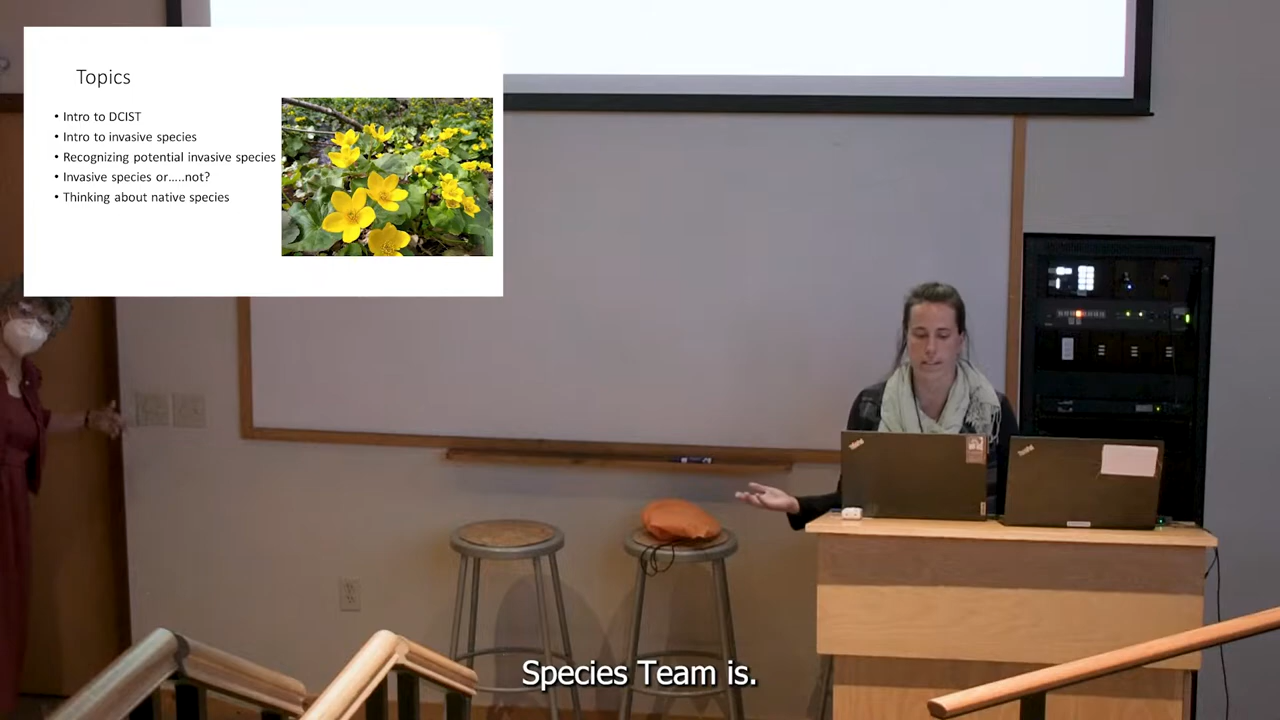 Topics
• Intro to DCIST
• Intro to invasive species
• Recognizing potential invasive species
• Invasive species or.....not?
• Thinking about native species
ThinkPad
Species Team is.